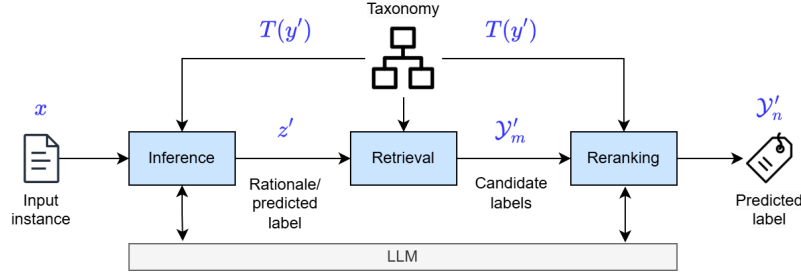 Taxonomy
T(y′)
T(y′)
x
Input
instance
Inference
z′
Rationale/
predicted
label
Retrieval
𝒴′ₘ
Candidate
labels
Reranking
𝒴′ₙ
Predicted
label
LLM